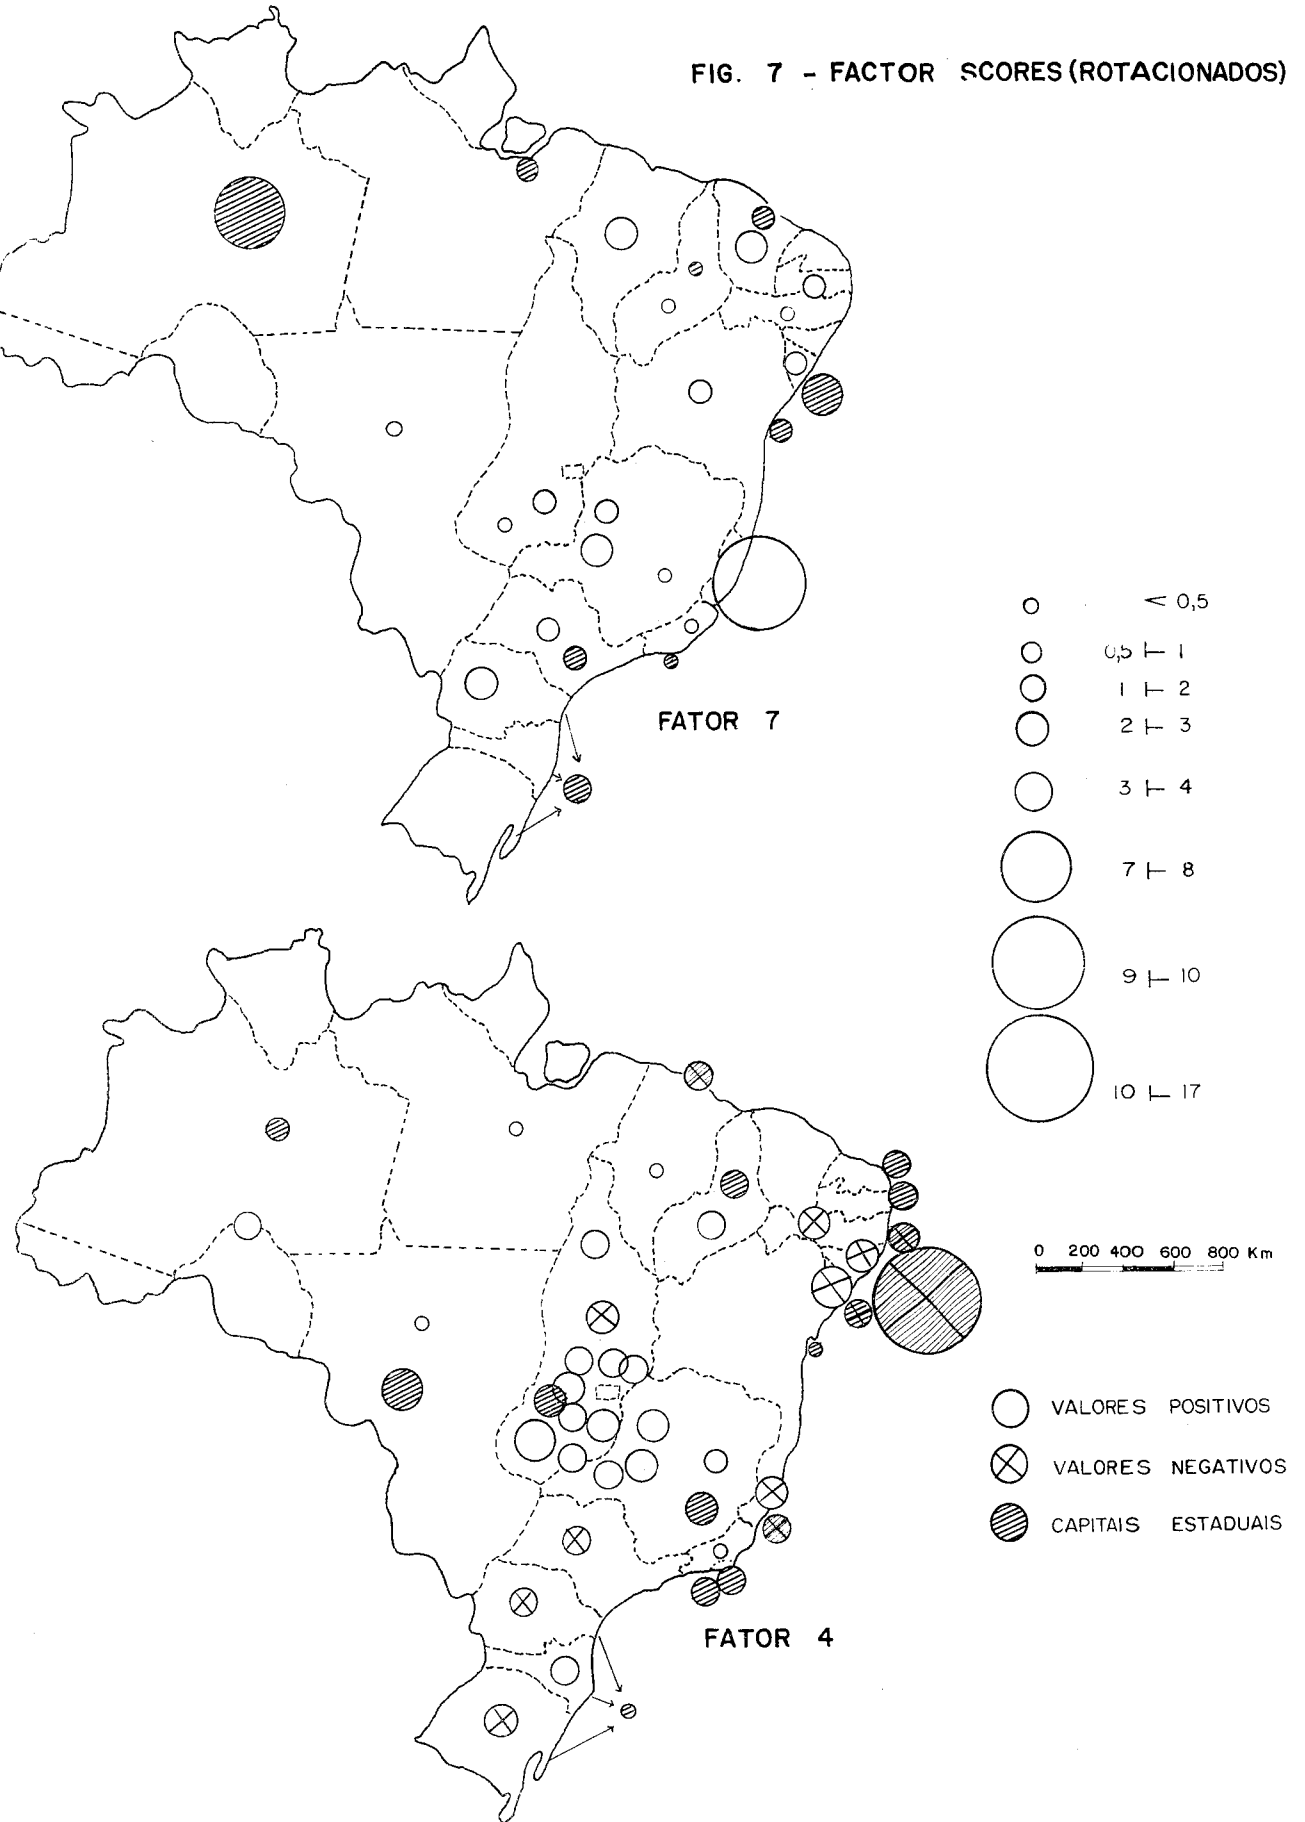 FIG. 7 - FACTOR SCORES (ROTACIONADOS)
< 0,5
0,5 ⊢ 1
1 ⊢ 2
2 ⊢ 3
FATOR 7
3 ⊢ 4
7 ⊢ 8
9 ⊢ 10
10 ⊢ 17
0 200 400 600 800 Km
VALORES POSITIVOS
VALORES NEGATIVOS
CAPITAIS ESTADUAIS
FATOR 4